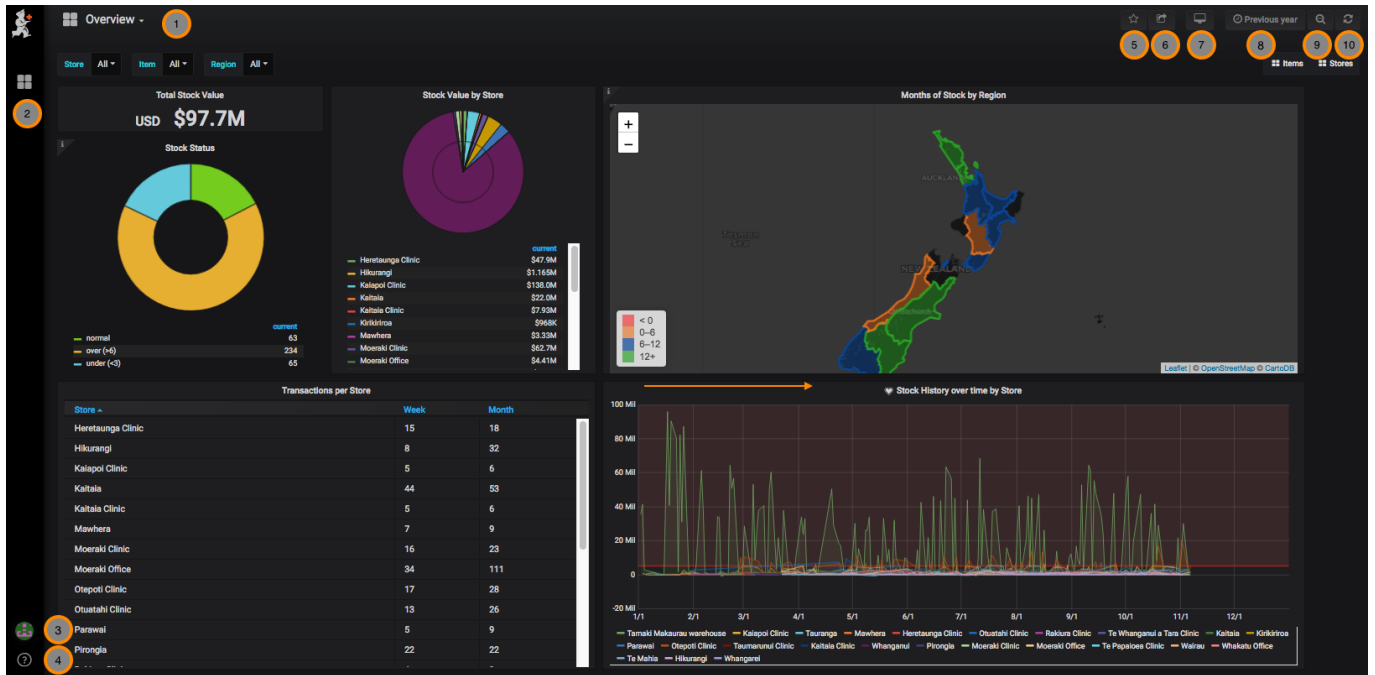 Overview
1
5
6
7
Previous year
8
9
10
Store All Item All Region All
Items Stores
2
Total Stock Value
USD $97.7M
Stock Status
current
normal 63
over (>6) 234
under (<3) 65
Stock Value by Store
current
Heretaunga Clinic $47.9M
Hikurangi $1.165M
Kaiapoi Clinic $138.0M
Kaitaia $22.0M
Kaitaia Clinic $7.93M
Kirikiriroa $968K
Mawhera $3.33M
Moeraki Clinic $62.7M
Moeraki Office $4.41M
Months of Stock by Region
+
−
AUCKLAND
Tasman
Sea
NEW ZEALAND
< 0
0–6
6–12
12+
Leaflet | © OpenStreetMap © CartoDB
Transactions per Store
Store Week Month
Heretaunga Clinic 15 18
Hikurangi 8 32
Kaiapoi Clinic 5 6
Kaitaia 44 53
Kaitaia Clinic 5 6
Mawhera 7 9
Moeraki Clinic 16 23
Moeraki Office 34 111
Otepoti Clinic 17 28
Otuatahi Clinic 13 26
Parawai 5 9
Pirongia 22 22
3
4
?
Stock History over time by Store
100 Mil
80 Mil
60 Mil
40 Mil
20 Mil
0
-20 Mil
1/1 2/1 3/1 4/1 5/1 6/1 7/1 8/1 9/1 10/1 11/1 12/1
Tamaki Makaurau warehouse Kaiapoi Clinic Tauranga Mawhera Heretaunga Clinic Otuatahi Clinic Rakiura Clinic Te Whanganui a Tara Clinic Kaitaia Kirikiriroa
Parawai Otepoti Clinic Taumarunui Clinic Kaitaia Clinic Whanganui Pirongia Moeraki Clinic Moeraki Office Te Papaioea Clinic Wairau Whakatu Office
Te Mahia Hikurangi Whangarei